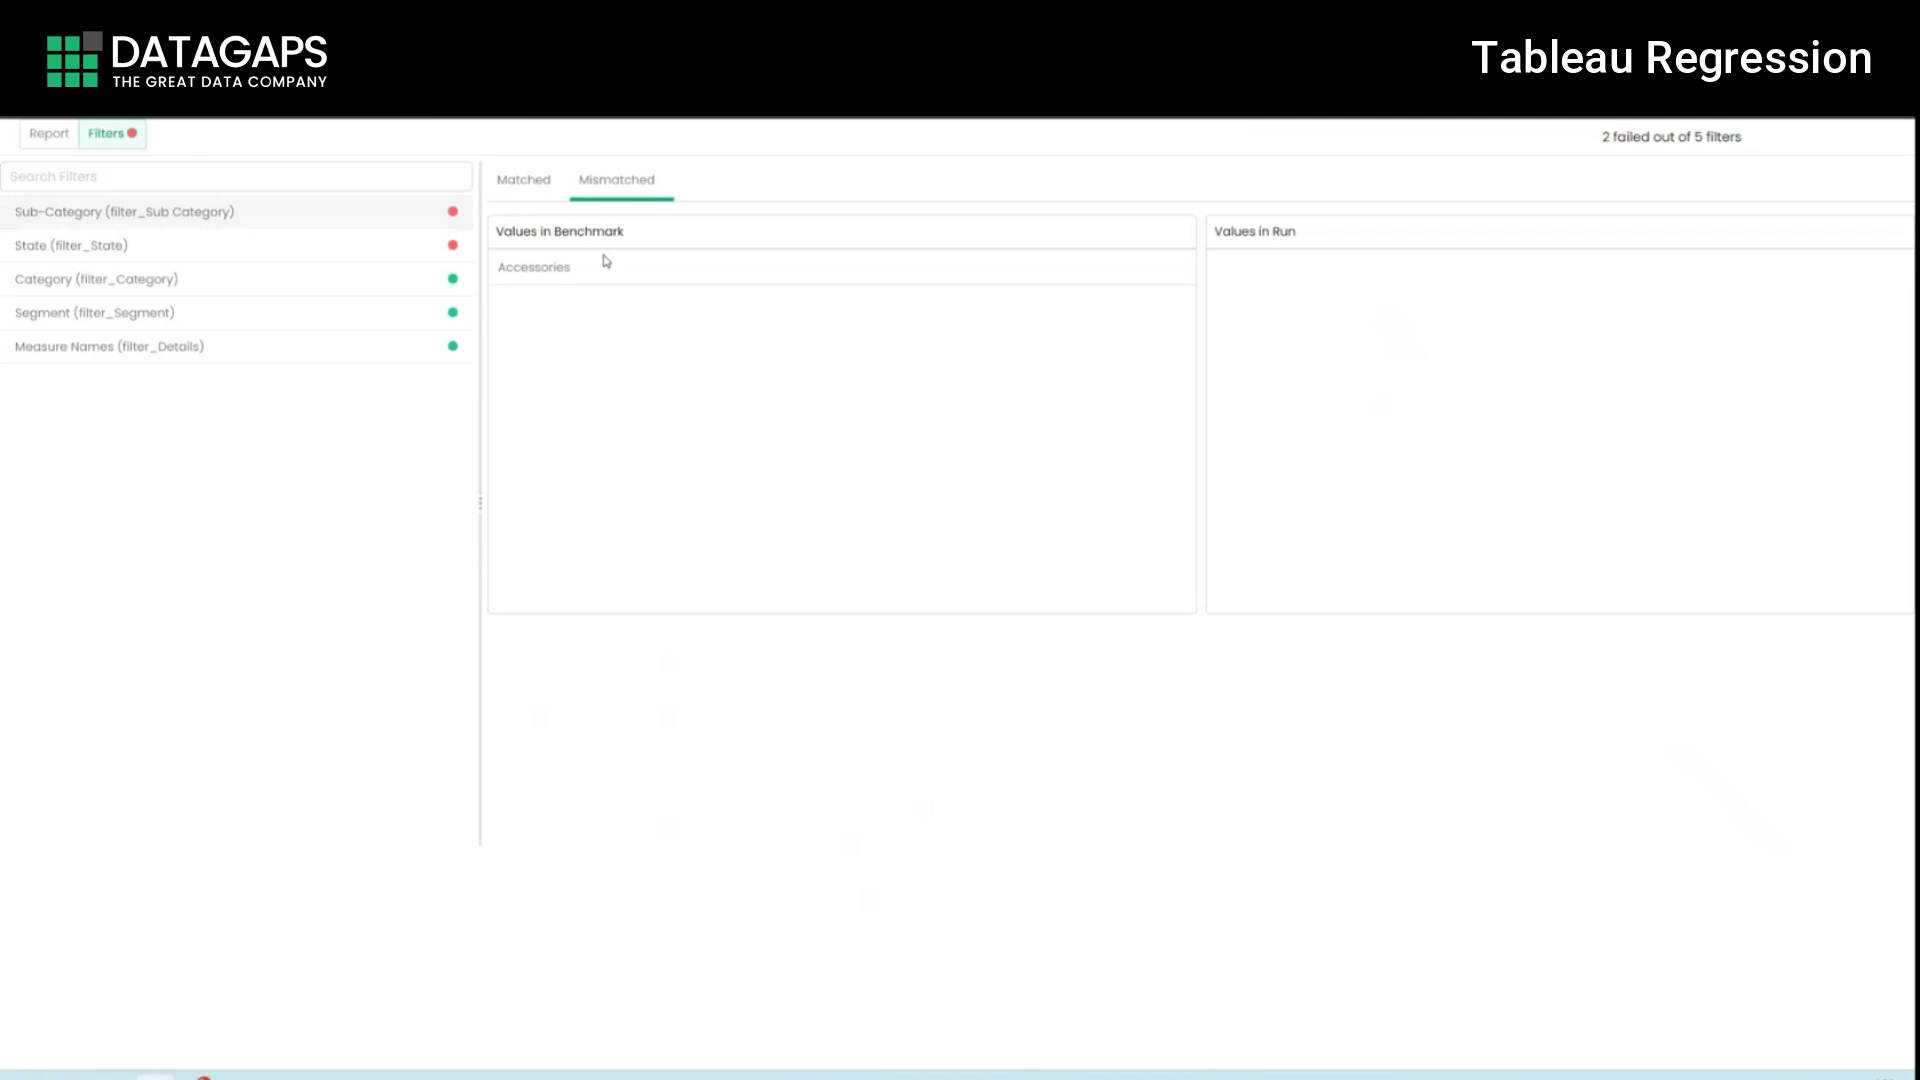 DATAGAPS
THE GREAT DATA COMPANY
Tableau Regression
Report
Filters
2 failed out of 5 filters
Search Filters
Sub-Category (filter_Sub Category)
State (filter_State)
Category (filter_Category)
Segment (filter_Segment)
Measure Names (filter_Details)
Matched
Mismatched
Values in Benchmark
Accessories
Values in Run